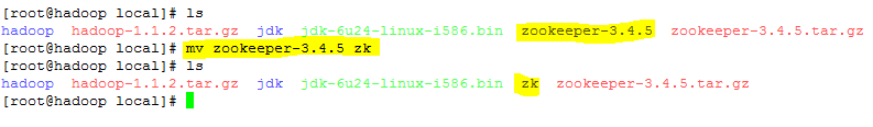 [root@hadoop local]# ls
hadoop hadoop-1.1.2.tar.gz jdk jdk-6u24-linux-i586.bin zookeeper-3.4.5 zookeeper-3.4.5.tar.gz
[root@hadoop local]# mv zookeeper-3.4.5 zk
[root@hadoop local]# ls
hadoop hadoop-1.1.2.tar.gz jdk jdk-6u24-linux-i586.bin zk zookeeper-3.4.5.tar.gz
[root@hadoop local]#